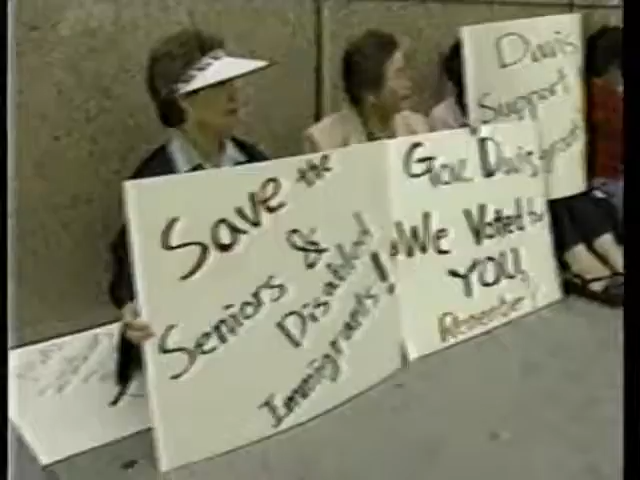 Save the
Seniors &
Disabled
Immigrants!
Gov. Davis
We Voted for
YOU,
Remember!
Davis
Support